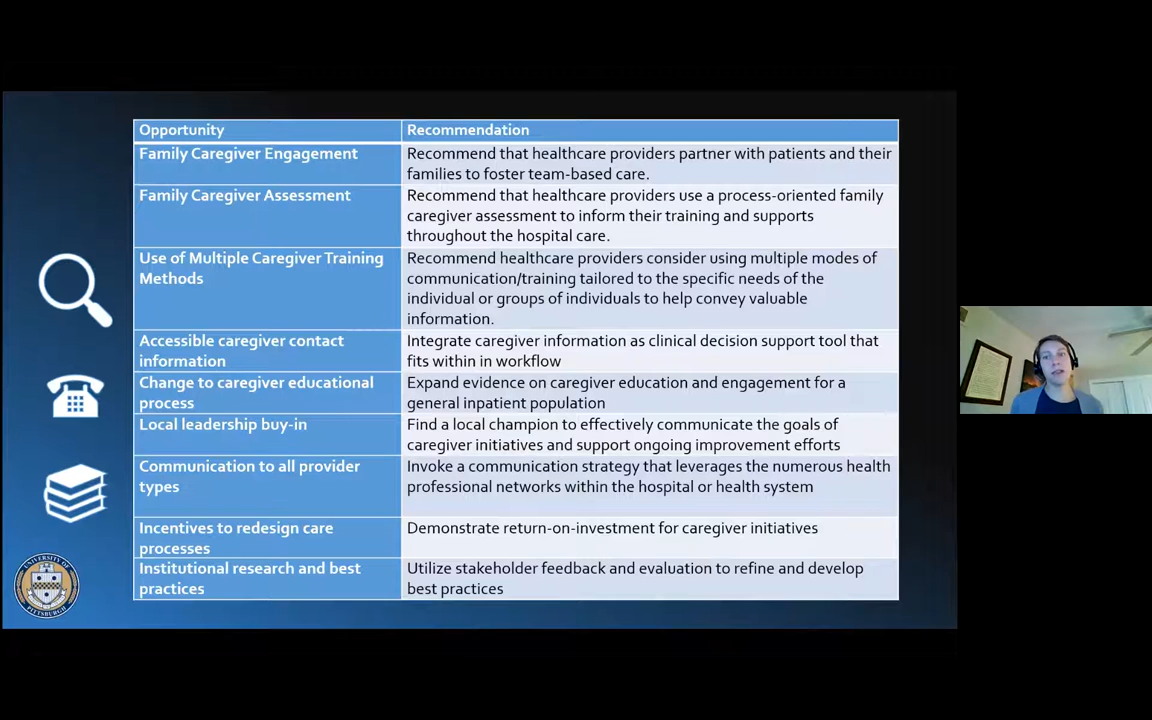 Opportunity
Recommendation
Family Caregiver Engagement
Recommend that healthcare providers partner with patients and their
families to foster team-based care.
Family Caregiver Assessment
Recommend that healthcare providers use a process-oriented family
caregiver assessment to inform their training and supports
throughout the hospital care.
Use of Multiple Caregiver Training
Methods
Recommend healthcare providers consider using multiple modes of
communication/training tailored to the specific needs of the
individual or groups of individuals to help convey valuable
information.
Accessible caregiver contact
information
Integrate caregiver information as clinical decision support tool that
fits within in workflow
Change to caregiver educational
process
Expand evidence on caregiver education and engagement for a
general inpatient population
Local leadership buy-in
Find a local champion to effectively communicate the goals of
caregiver initiatives and support ongoing improvement efforts
Communication to all provider
types
Invoke a communication strategy that leverages the numerous health
professional networks within the hospital or health system
Incentives to redesign care
processes
Demonstrate return-on-investment for caregiver initiatives
Institutional research and best
practices
Utilize stakeholder feedback and evaluation to refine and develop
best practices
UNIVERSITY OF
PITTSBURGH